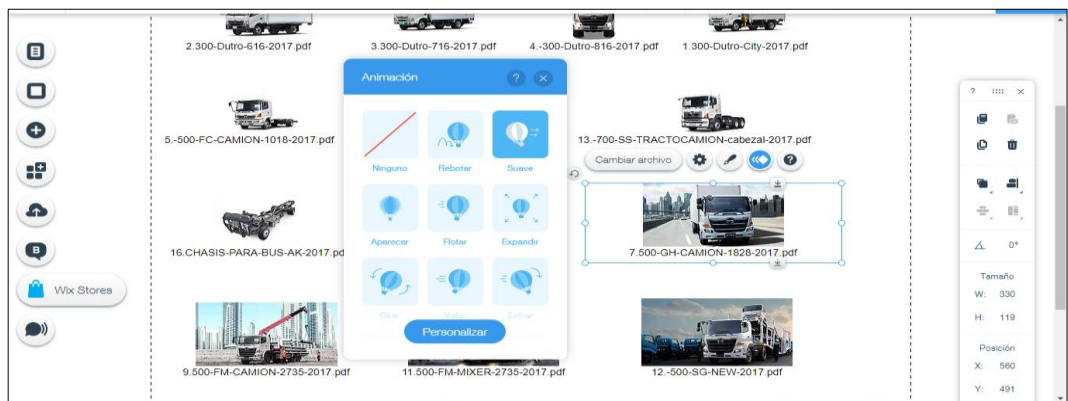 2.300-Dutro-616-2017.pdf
3.300-Dutro-716-2017.pdf
4.-300-Dutro-816-2017.pdf
1.300-Dutro-City-2017.pdf
Animación
?
×
5.-500-FC-CAMION-1018-2017.pdf
13.-700-SS-TRACTOCAMION-cabezal-2017.pdf
Ninguno
Rebotar
Suave
Cambiar archivo
?
Aparecer
Flotar
Expandir
16.CHASIS-PARA-BUS-AK-2017.pd
7.500-GH-CAMION-1828-2017.pdf
Girar
Volar
Entrar
Personalizar
9.500-FM-CAMION-2735-2017.pdf
11.500-FM-MIXER-2735-2017.pdf
12.-500-SG-NEW-2017.pdf
B
Wix Stores
? ×
0°
Tamaño
W: 330
H: 119
Posición
X: 560
Y: 491